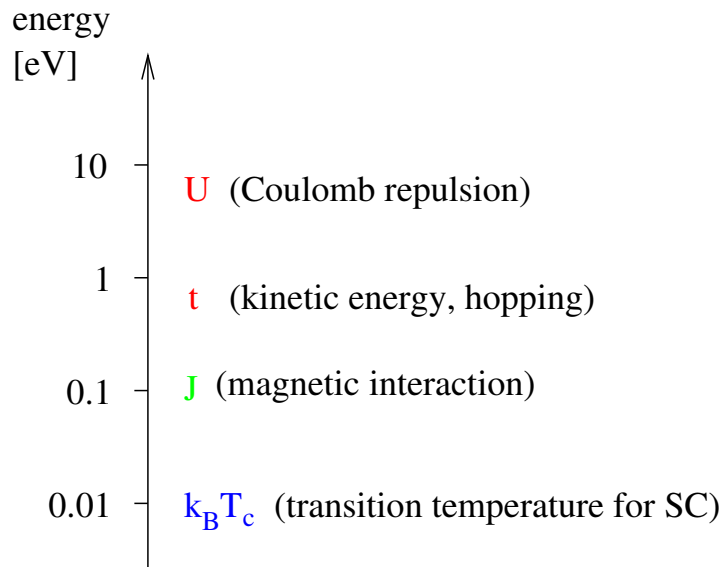 energy
[eV]
10
U (Coulomb repulsion)
1
t (kinetic energy, hopping)
0.1
J (magnetic interaction)
0.01
k_BT_c (transition temperature for SC)